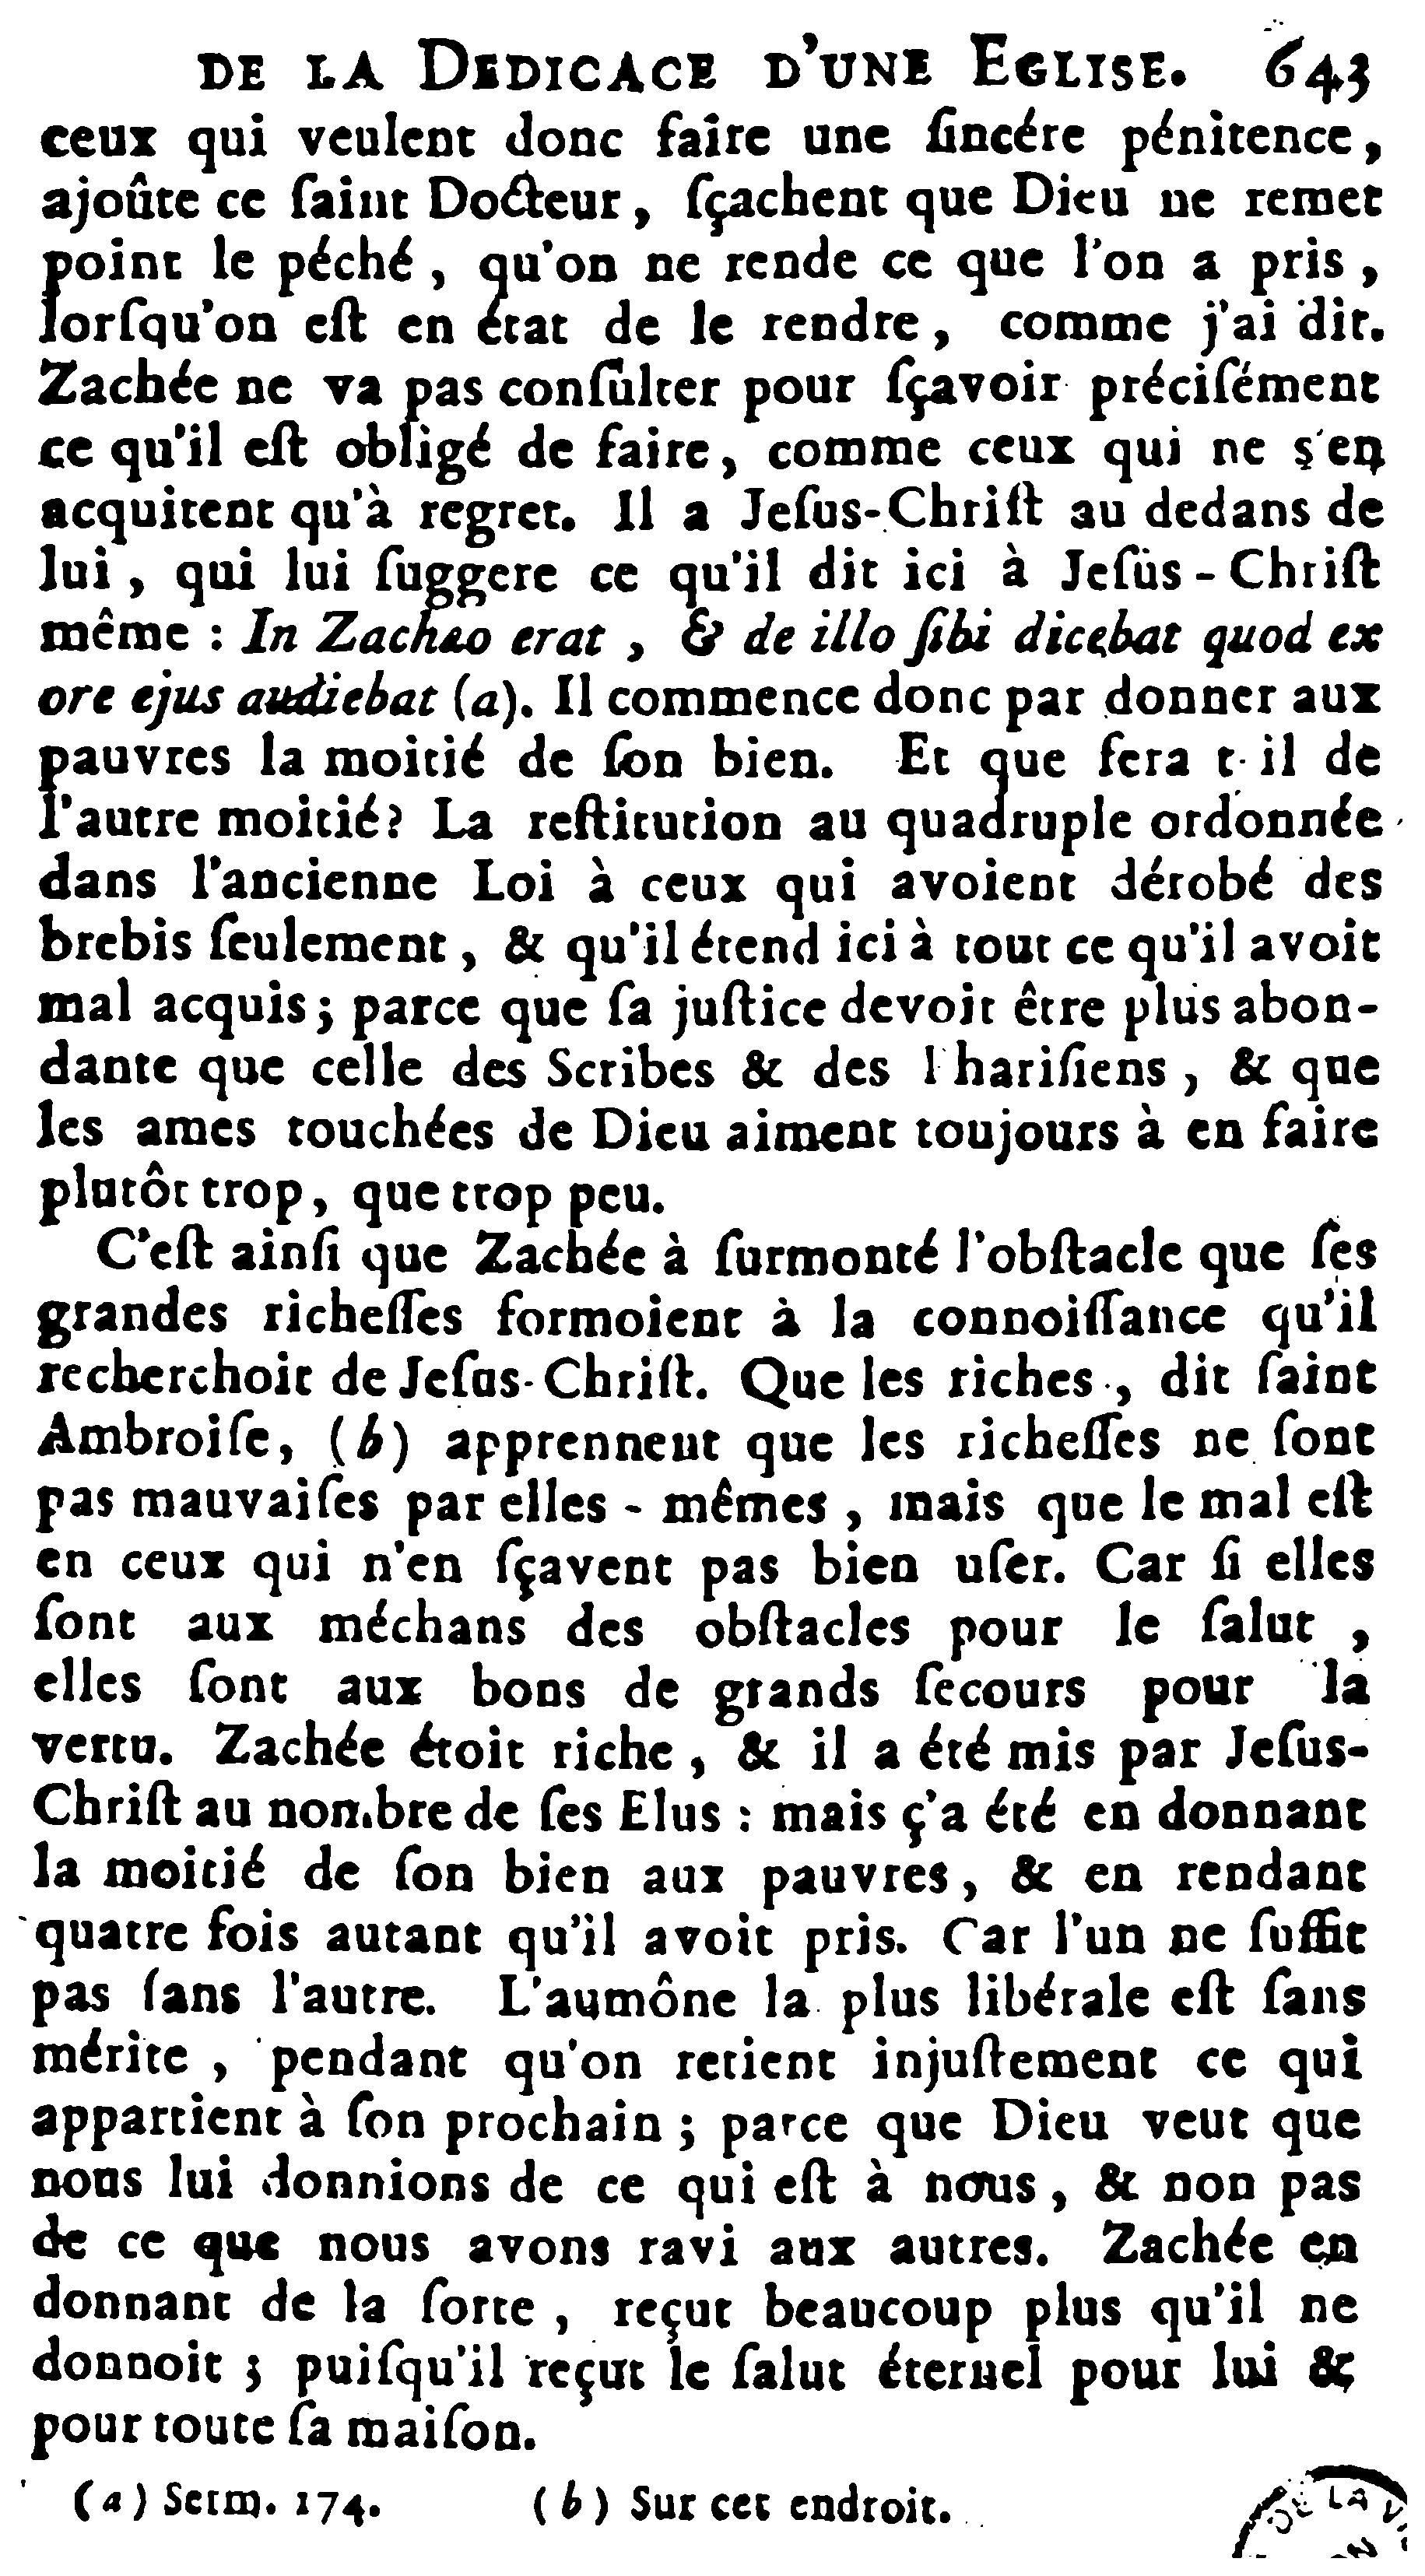 DE LA DEDICACE D'UNE EGLISE. 643
ceux qui veulent donc faire une ſincére pénitence,
ajoûte ce ſaint Docteur, ſçachent que Dieu ne remet
point le péché, qu'on ne rende ce que l'on a pris,
lorſqu'on eſt en état de le rendre, comme j'ai dit.
Zachée ne va pas conſulter pour ſçavoir préciſément
ce qu'il eſt obligé de faire, comme ceux qui ne s'en
acquitent qu'à regret. Il a Jeſus-Chriſt au dedans de
lui, qui lui ſuggere ce qu'il dit ici à Jeſus-Chriſt
même : In Zachæo erat, & de illo ſibi dicebat quod ex
ore ejus audiebat (a). Il commence donc par donner aux
pauvres la moitié de ſon bien. Et que fera t-il de
l'autre moitié? La reſtitution au quadruple ordonnée
dans l'ancienne Loi à ceux qui avoient dérobé des
brebis ſeulement, & qu'il étend ici à tout ce qu'il avoit
mal acquis; parce que ſa juſtice devoit être plus abon-
dante que celle des Scribes & des Phariſiens, & que
les ames touchées de Dieu aiment toujours à en faire
plutôt trop, que trop peu.
C'eſt ainſi que Zachée à ſurmonté l'obſtacle que ſes
grandes richeſſes formoient à la connoiſſance qu'il
recherchoit de Jeſus-Chriſt. Que les riches, dit ſaint
Ambroiſe, (b) apprennent que les richeſſes ne ſont
pas mauvaiſes par elles-mêmes, mais que le mal eſt
en ceux qui n'en ſçavent pas bien uſer. Car ſi elles
ſont aux méchans des obſtacles pour le ſalut,
elles ſont aux bons de grands ſecours pour la
vertu. Zachée étoit riche, & il a été mis par Jeſus-
Chriſt au nombre de ſes Elus : mais ç'a été en donnant
la moitié de ſon bien aux pauvres, & en rendant
quatre fois autant qu'il avoit pris. Car l'un ne ſuffit
pas ſans l'autre. L'aumône la plus libérale eſt ſans
mérite, pendant qu'on retient injuſtement ce qui
appartient à ſon prochain; parce que Dieu veut que
nous lui donnions de ce qui eſt à nous, & non pas
de ce que nous avons ravi aux autres. Zachée en
donnant de la ſorte, reçut beaucoup plus qu'il ne
donnoit; puiſqu'il reçut le ſalut éternel pour lui &
pour toute ſa maiſon.
(a) Serm. 174. (b) Sur cet endroit.
DE LA